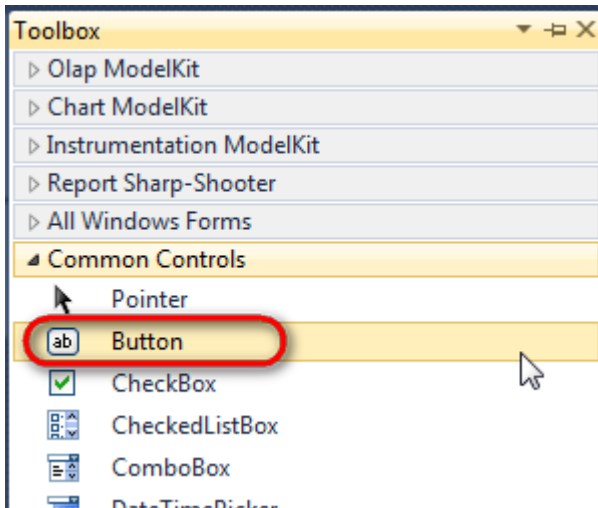 Toolbox
Olap ModelKit
Chart ModelKit
Instrumentation ModelKit
Report Sharp-Shooter
All Windows Forms
Common Controls
Pointer
ab Button
CheckBox
CheckedListBox
ComboBox
DateTimePicker